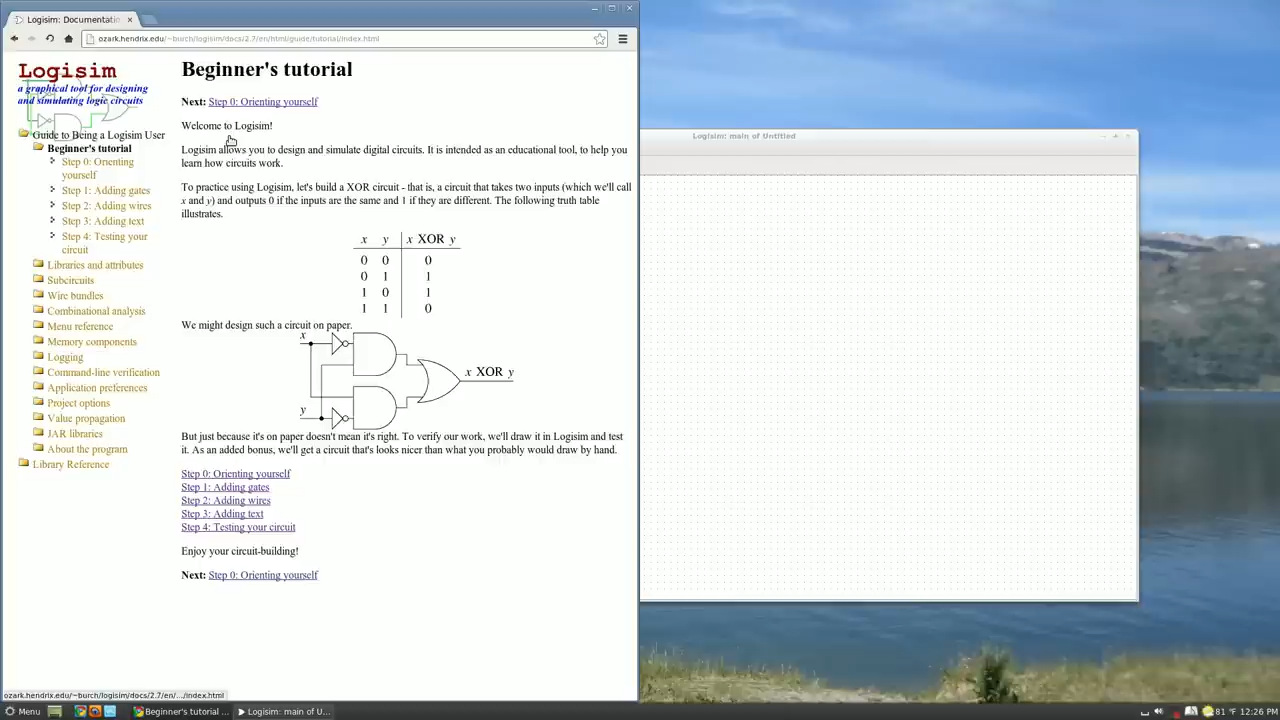 Logisim: Documentatio
ozark.hendrix.edu/~burch/logisim/docs/2.7/en/html/guide/tutorial/index.html
Logisim
a graphical tool for designing
and simulating logic circuits
Guide to Being a Logisim User
Beginner's tutorial
Step 0: Orienting
yourself
Step 1: Adding gates
Step 2: Adding wires
Step 3: Adding text
Step 4: Testing your
circuit
Libraries and attributes
Subcircuits
Wire bundles
Combinational analysis
Menu reference
Memory components
Logging
Command-line verification
Application preferences
Project options
Value propagation
JAR libraries
About the program
Library Reference
Beginner's tutorial
Next: Step 0: Orienting yourself
Welcome to Logisim!
Logisim allows you to design and simulate digital circuits. It is intended as an educational tool, to help you
learn how circuits work.
To practice using Logisim, let's build a XOR circuit - that is, a circuit that takes two inputs (which we'll call
x and y) and outputs 0 if the inputs are the same and 1 if they are different. The following truth table
illustrates.
x y x XOR y
0 0 0
0 1 1
1 0 1
1 1 0
We might design such a circuit on paper.
x
x XOR y
y
But just because it's on paper doesn't mean it's right. To verify our work, we'll draw it in Logisim and test
it. As an added bonus, we'll get a circuit that's looks nicer than what you probably would draw by hand.
Step 0: Orienting yourself
Step 1: Adding gates
Step 2: Adding wires
Step 3: Adding text
Step 4: Testing your circuit
Enjoy your circuit-building!
Next: Step 0: Orienting yourself
ozark.hendrix.edu/~burch/logisim/docs/2.7/en/.../index.html
Logisim: main of Untitled
Menu
Beginner's tutorial ...
Logisim: main of U...
81 °F 12:26 PM